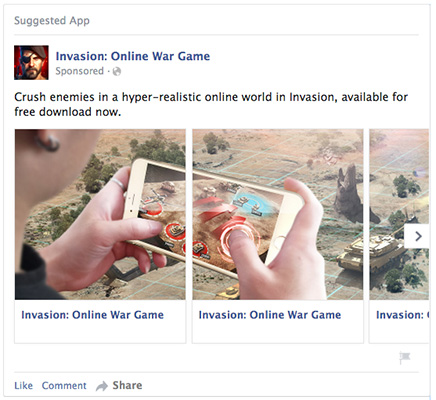 Suggested App
Invasion: Online War Game
Sponsored ·
Crush enemies in a hyper-realistic online world in Invasion, available for
free download now.
Invasion: Online War Game
Invasion: Online War Game
Invasion: 
Like Comment Share